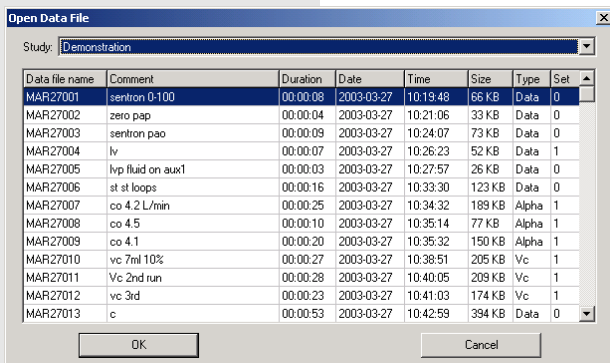 Open Data File
Study: Demonstration
Data file name Comment Duration Date Time Size Type Set
MAR27001 sentron 0-100 00:00:08 2003-03-27 10:19:48 66 KB Data 0
MAR27002 zero pap 00:00:04 2003-03-27 10:21:06 33 KB Data 0
MAR27003 sentron pao 00:00:09 2003-03-27 10:24:07 73 KB Data 0
MAR27004 lv 00:00:07 2003-03-27 10:26:23 52 KB Data 1
MAR27005 lvp fluid on aux1 00:00:03 2003-03-27 10:27:57 26 KB Data 0
MAR27006 st st loops 00:00:16 2003-03-27 10:33:30 123 KB Data 0
MAR27007 co 4.2 L/min 00:00:25 2003-03-27 10:34:32 189 KB Alpha 1
MAR27008 co 4.5 00:00:10 2003-03-27 10:35:14 77 KB Alpha 1
MAR27009 co 4.1 00:00:20 2003-03-27 10:35:32 150 KB Alpha 1
MAR27010 vc 7ml 10% 00:00:27 2003-03-27 10:38:51 205 KB Vc 1
MAR27011 Vc 2nd run 00:00:28 2003-03-27 10:40:05 209 KB Vc 1
MAR27012 vc 3rd 00:00:23 2003-03-27 10:41:03 174 KB Vc 1
MAR27013 c 00:00:53 2003-03-27 10:42:59 394 KB Data 0
OK Cancel